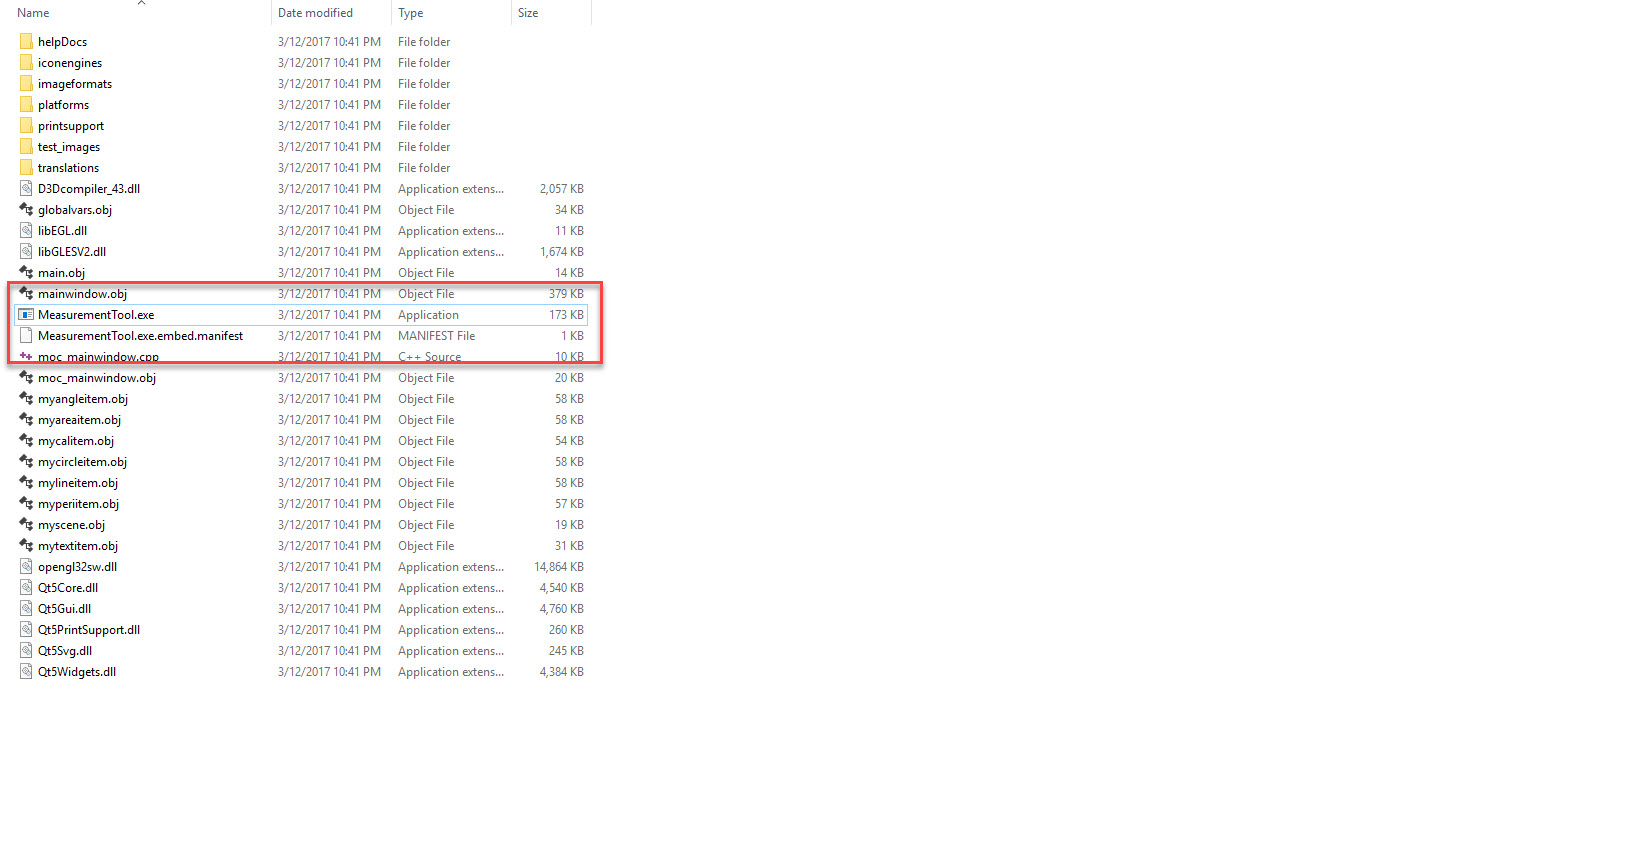 Name Date modified Type Size
helpDocs 3/12/2017 10:41 PM File folder
iconengines 3/12/2017 10:41 PM File folder
imageformats 3/12/2017 10:41 PM File folder
platforms 3/12/2017 10:41 PM File folder
printsupport 3/12/2017 10:41 PM File folder
test_images 3/12/2017 10:41 PM File folder
translations 3/12/2017 10:41 PM File folder
D3Dcompiler_43.dll 3/12/2017 10:41 PM Application extens... 2,057 KB
globalvars.obj 3/12/2017 10:41 PM Object File 34 KB
libEGL.dll 3/12/2017 10:41 PM Application extens... 11 KB
libGLESV2.dll 3/12/2017 10:41 PM Application extens... 1,674 KB
main.obj 3/12/2017 10:41 PM Object File 14 KB
mainwindow.obj 3/12/2017 10:41 PM Object File 379 KB
MeasurementTool.exe 3/12/2017 10:41 PM Application 173 KB
MeasurementTool.exe.embed.manifest 3/12/2017 10:41 PM MANIFEST File 1 KB
moc_mainwindow.cpp 3/12/2017 10:41 PM C++ Source 10 KB
moc_mainwindow.obj 3/12/2017 10:41 PM Object File 20 KB
myangleitem.obj 3/12/2017 10:41 PM Object File 58 KB
myareaitem.obj 3/12/2017 10:41 PM Object File 58 KB
mycalitem.obj 3/12/2017 10:41 PM Object File 54 KB
mycircleitem.obj 3/12/2017 10:41 PM Object File 58 KB
mylineitem.obj 3/12/2017 10:41 PM Object File 58 KB
myperiitem.obj 3/12/2017 10:41 PM Object File 57 KB
myscene.obj 3/12/2017 10:41 PM Object File 19 KB
mytextitem.obj 3/12/2017 10:41 PM Object File 31 KB
opengl32sw.dll 3/12/2017 10:41 PM Application extens... 14,864 KB
Qt5Core.dll 3/12/2017 10:41 PM Application extens... 4,540 KB
Qt5Gui.dll 3/12/2017 10:41 PM Application extens... 4,760 KB
Qt5PrintSupport.dll 3/12/2017 10:41 PM Application extens... 260 KB
Qt5Svg.dll 3/12/2017 10:41 PM Application extens... 245 KB
Qt5Widgets.dll 3/12/2017 10:41 PM Application extens... 4,384 KB